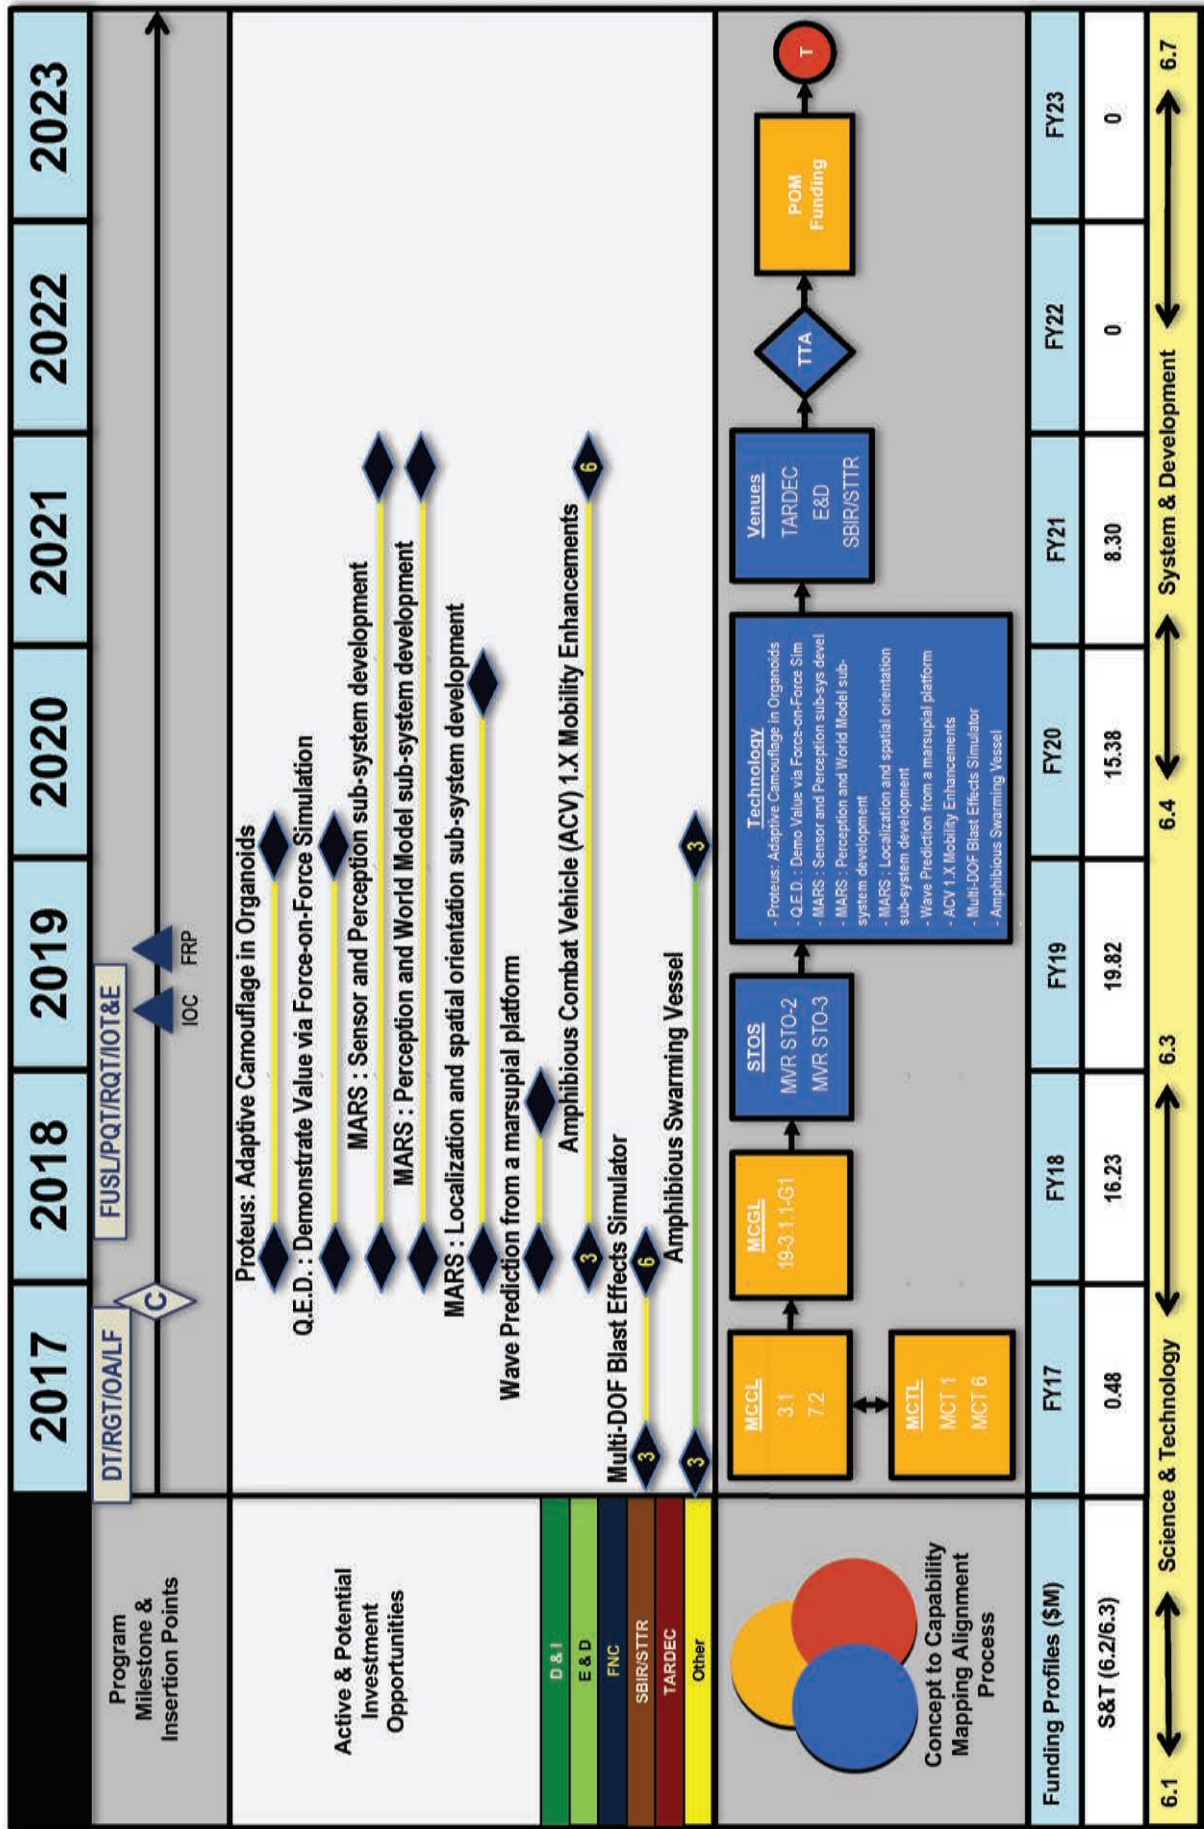 2017
2018
2019
2020
2021
2022
2023
Program
Milestone &
Insertion Points
DT/RGT/OA/LF
C
FUSL/PQT/RQT/IOT&E
IOC
FRP
Active & Potential
Investment
Opportunities
D & I
E & D
FNC
SBIR/STTR
TARDEC
Other
Proteus: Adaptive Camouflage in Organoids
Q.E.D. : Demonstrate Value via Force-on-Force Simulation
MARS : Sensor and Perception sub-system development
MARS : Perception and World Model sub-system development
MARS : Localization and spatial orientation sub-system development
Wave Prediction from a marsupial platform
Amphibious Combat Vehicle (ACV) 1.X Mobility Enhancements
3
6
Multi-DOF Blast Effects Simulator
3
6
Amphibious Swarming Vessel
3
3
Concept to Capability
Mapping Alignment
Process
MCCL
3.1
7.2
MCTL
MCT 1
MCT 6
MCGL
19-3.1.1-G1
STOS
MVR STO-2
MVR STO-3
Technology
- Proteus: Adaptive Camouflage in Organoids
- Q.E.D. : Demo Value via Force-on-Force Sim
- MARS : Sensor and Perception sub-sys devel
- MARS : Perception and World Model sub-
system development
- MARS : Localization and spatial orientation
sub-system development
- Wave Prediction from a marsupial platform
- ACV 1.X Mobility Enhancements
- Multi-DOF Blast Effects Simulator
- Amphibious Swarming Vessel
Venues
TARDEC
E&D
SBIR/STTR
TTA
POM
Funding
T
Funding Profiles ($M)
FY17
FY18
FY19
FY20
FY21
FY22
FY23
S&T (6.2/6.3)
0.48
16.23
19.82
15.38
8.30
0
0
6.1
Science & Technology
6.3
6.4
System & Development
6.7